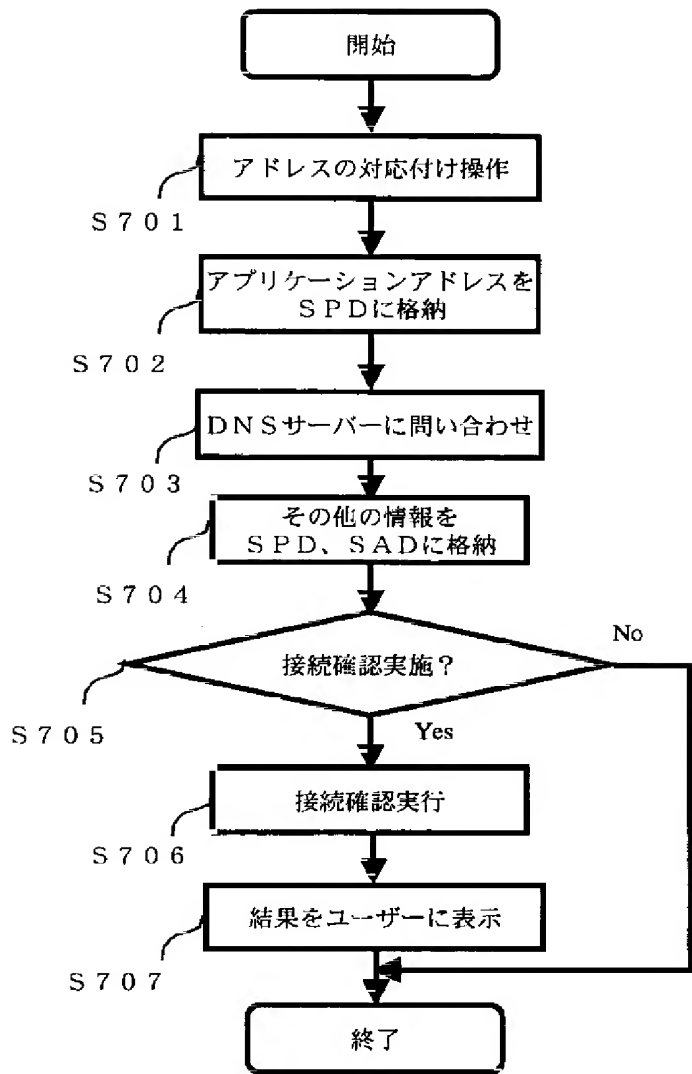 開始
アドレスの対応付け操作
S701
アプリケーションアドレスを
SPDに格納
S702
DNSサーバーに問い合わせ
S703
その他の情報を
SPD、SADに格納
S704
接続確認実施?
No
S705
Yes
接続確認実行
S706
結果をユーザーに表示
S707
終了